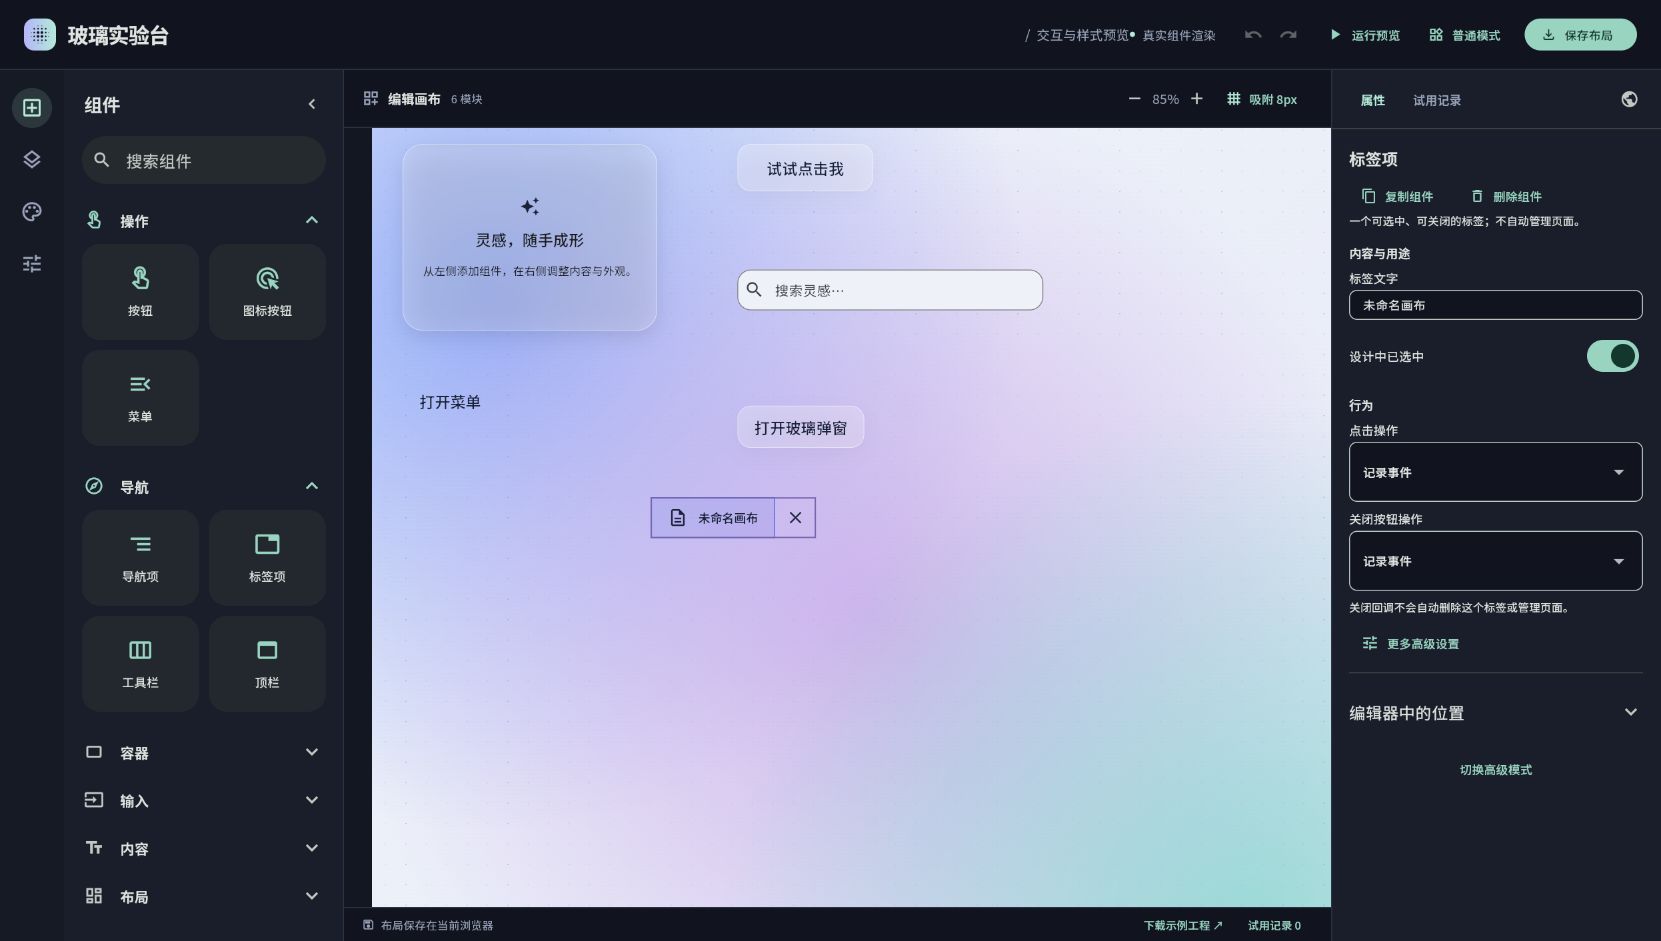 玻璃实验台
/ 交互与样式预览• 真实组件渲染
运行预览
普通模式
保存布局
组件
搜索组件
操作
按钮
图标按钮
菜单
导航
导航项
标签项
工具栏
顶栏
容器
输入
内容
布局
编辑画布 6 模块
85%
吸附 8px
灵感，随手成形
从左侧添加组件，在右侧调整内容与外观。
试试点击我
搜索灵感…
打开菜单
打开玻璃弹窗
未命名画布
布局保存在当前浏览器
下载示例工程 ↗
试用记录 0
属性
试用记录
标签项
复制组件
删除组件
一个可选中、可关闭的标签；不自动管理页面。
内容与用途
标签文字
未命名画布
设计中已选中
行为
点击操作
记录事件
关闭按钮操作
记录事件
关闭回调不会自动删除这个标签或管理页面。
更多高级设置
编辑器中的位置
切换高级模式